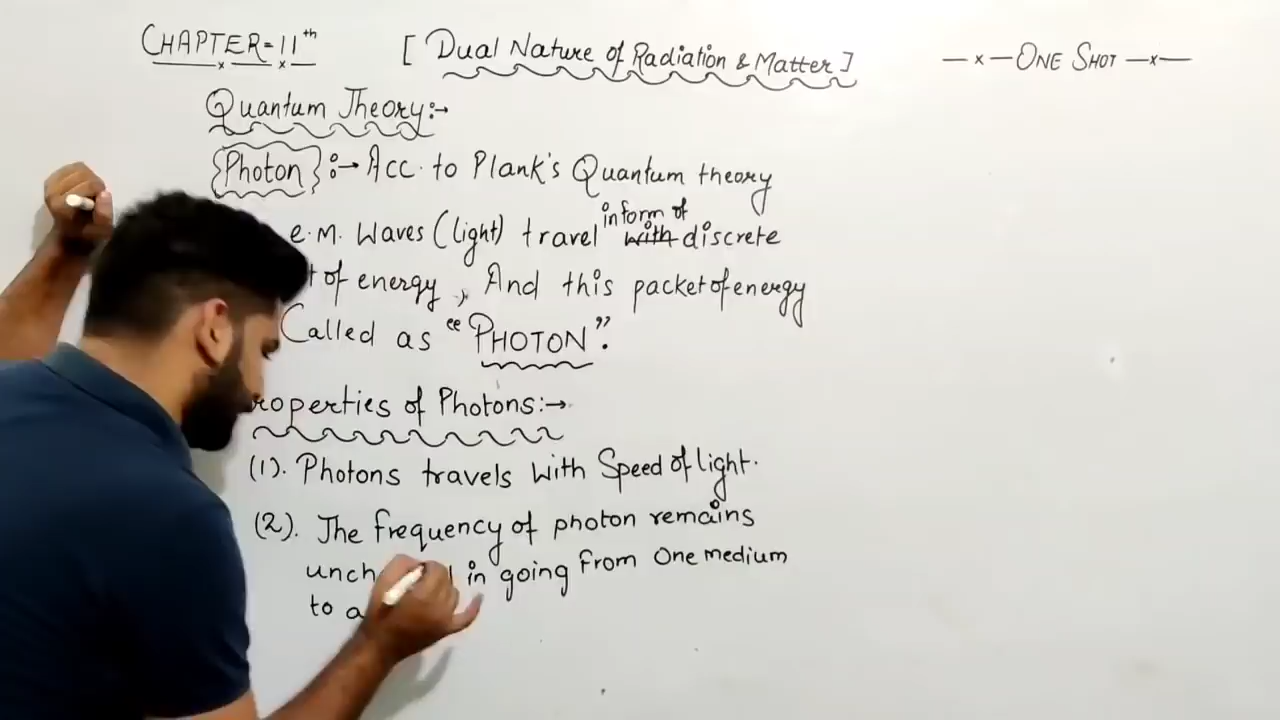 CHAPTER-11th [Dual Nature of Radiation & Matter] —x—ONE SHOT—x—
Quantum Theory:→
Photon :→ Acc. to Plank's Quantum theory
e.m. Waves (light) travel with in form of discrete
of energy, And this packet of energy
Called as "PHOTON".
roperties of Photons:→
(1). Photons travels with Speed of light.
(2). The frequency of photon remains
unch in going from One medium
to a